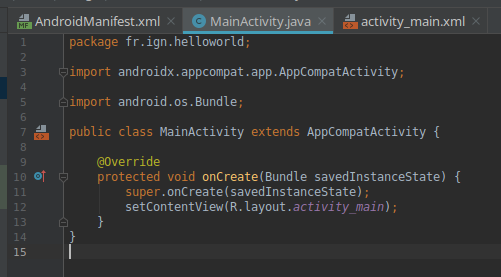 AndroidManifest.xml MainActivity.java activity_main.xml
1 package fr.ign.helloworld;
2
3 import androidx.appcompat.app.AppCompatActivity;
4
5 import android.os.Bundle;
6
7 public class MainActivity extends AppCompatActivity {
8
9 @Override
10 protected void onCreate(Bundle savedInstanceState) {
11 super.onCreate(savedInstanceState);
12 setContentView(R.layout.activity_main);
13 }
14 }
15